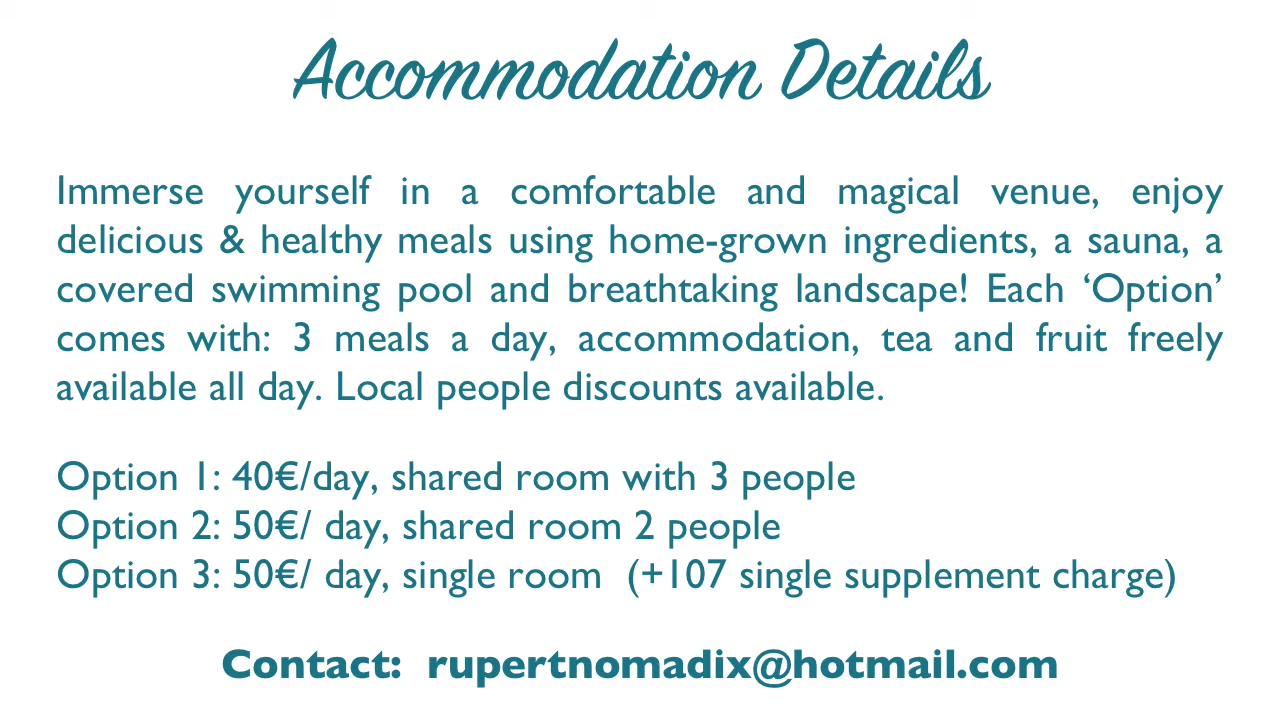 Accommodation Details
Immerse yourself in a comfortable and magical venue, enjoy
delicious & healthy meals using home-grown ingredients, a sauna, a
covered swimming pool and breathtaking landscape! Each ‘Option’
comes with: 3 meals a day, accommodation, tea and fruit freely
available all day. Local people discounts available.
Option 1: 40€/day, shared room with 3 people
Option 2: 50€/ day, shared room 2 people
Option 3: 50€/ day, single room  (+107 single supplement charge)
Contact:  rupertnomadix@hotmail.com